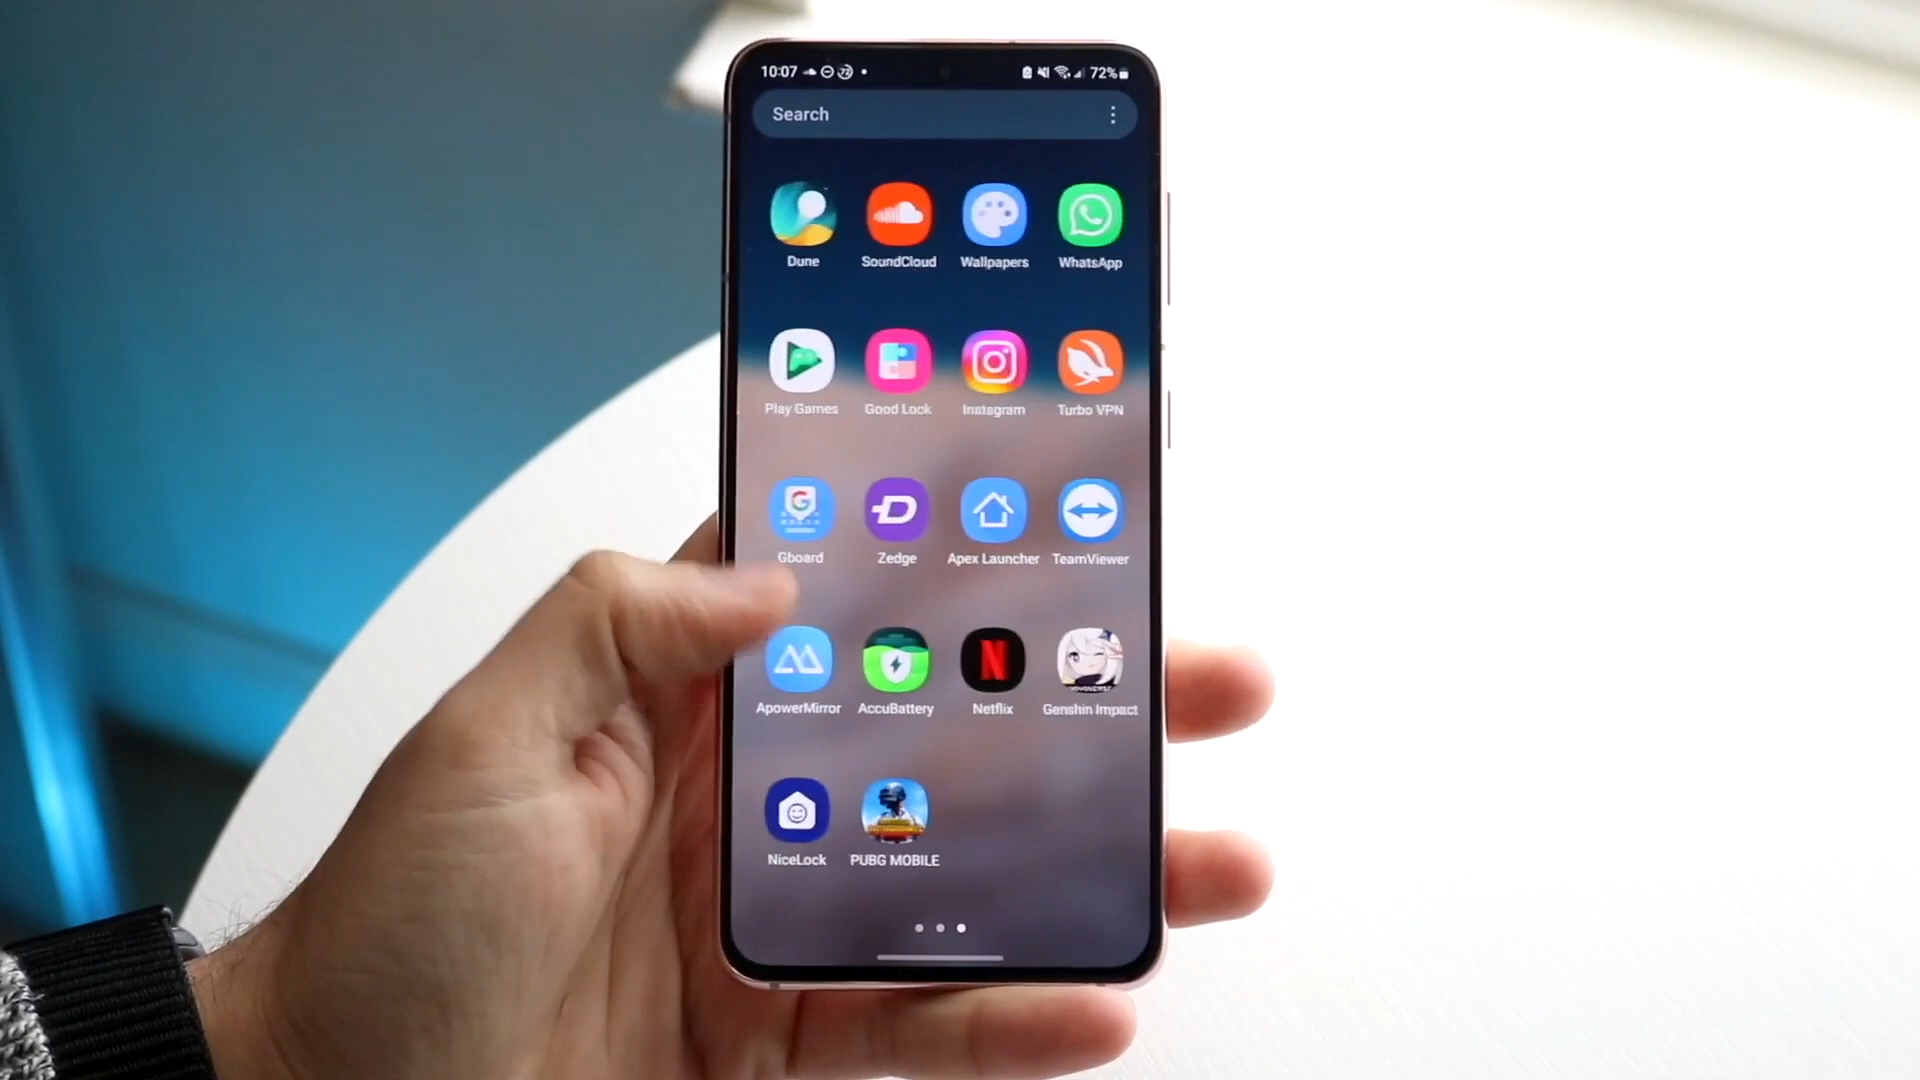 10:07 72%
Search
Dune SoundCloud Wallpapers WhatsApp
Play Games Good Lock Instagram Turbo VPN
Gboard Zedge Apex Launcher TeamViewer
ApowerMirror AccuBattery Netflix Genshin Impact
NiceLock PUBG MOBILE